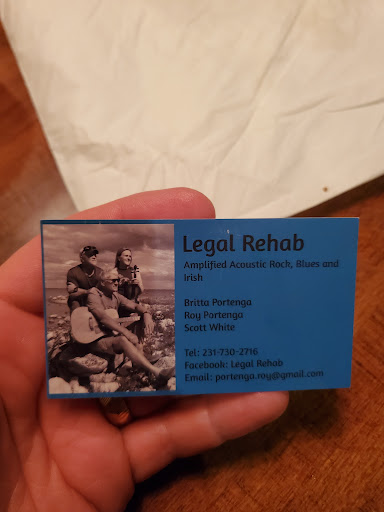 Legal Rehab
Amplified Acoustic Rock, Blues and
Irish
Britta Portenga
Roy Portenga
Scott White
Tel: 231-730-2716
Facebook: Legal Rehab
Email: portenga.roy@gmail.com